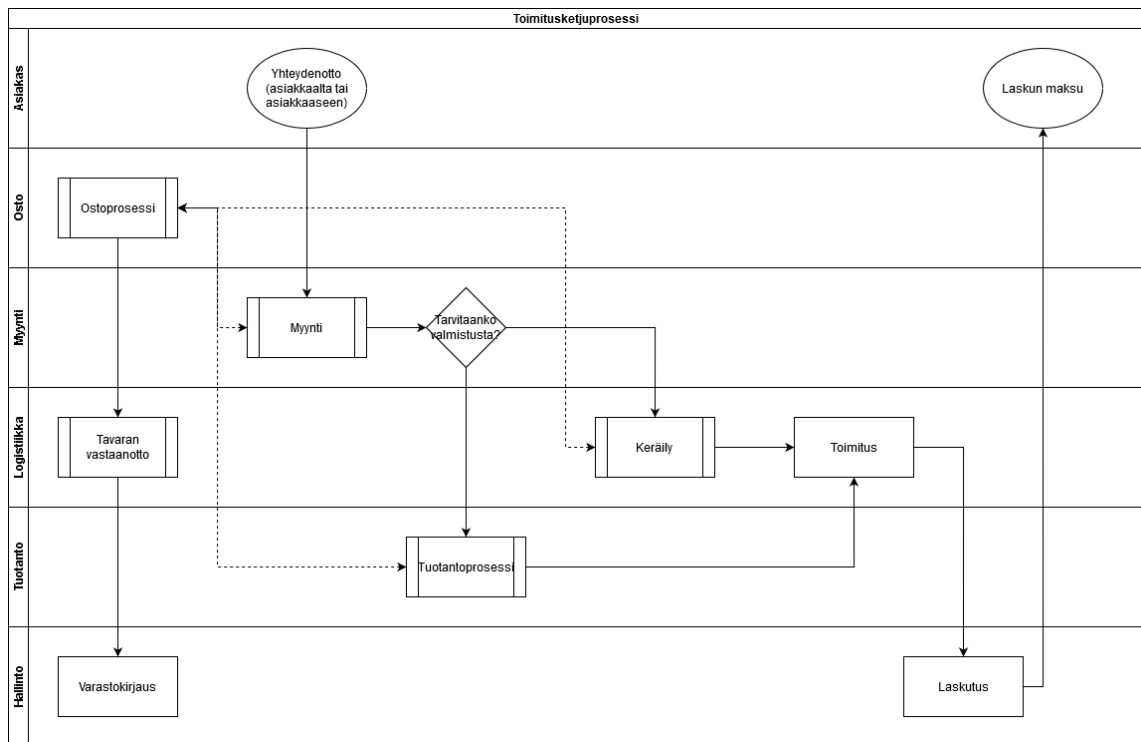 Toimitusketjuprosessi
Asiakas
Yhteydenotto
(asiakkaalta tai
asiakkaaseen)
Laskun maksu
Osto
Ostoprosessi
Myynti
Myynti
Tarvitaanko
valmistusta?
Logistiikka
Tavaran
vastaanotto
Keräily
Toimitus
Tuotanto
Tuotantoprosessi
Hallinto
Varastokirjaus
Laskutus